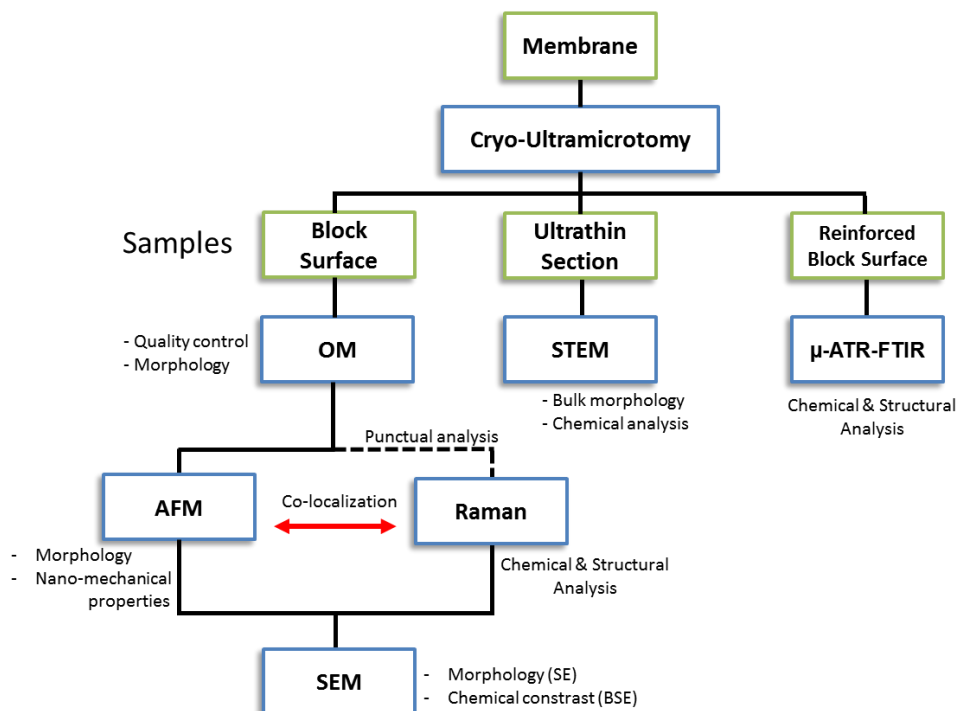 Membrane
Cryo-Ultramicrotomy
Samples
Block
Surface
Ultrathin
Section
Reinforced
Block Surface
- Quality control
- Morphology
OM
STEM
µ-ATR-FTIR
- Bulk morphology
- Chemical analysis
Chemical & Structural
Analysis
Punctual analysis
AFM
Co-localization
Raman
- Morphology
- Nano-mechanical
properties
Chemical & Structural
Analysis
SEM
- Morphology (SE)
- Chemical constrast (BSE)